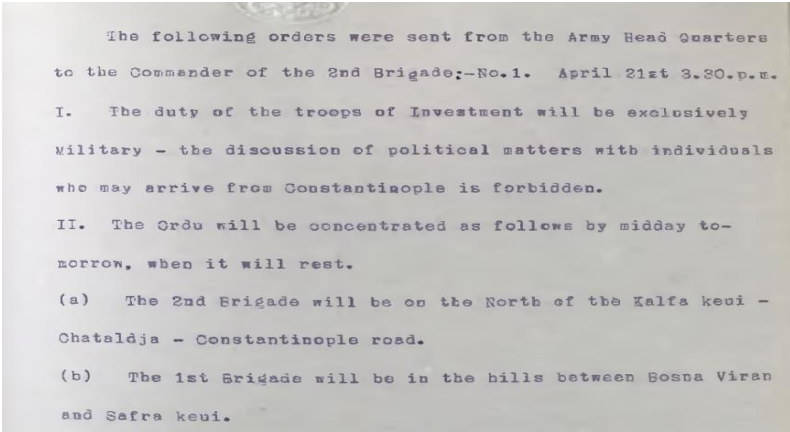 The following orders were sent from the Army Head Quarters
to the Commander of the 2nd Brigade:-No.1. April 21st 3.30.p.m.
I. The duty of the troops of Investment will be exclusively
Military - the discussion of political matters with individuals
who may arrive from Constantinople is forbidden.
II. The Ordu will be concentrated as follows by midday to-
morrow, when it will rest.
(a) The 2nd Brigade will be on the North of the Kalfa keui -
Chataldja - Constantinople road.
(b) The 1st Brigade will be in the hills between Bosna Viran
and Safra keui.